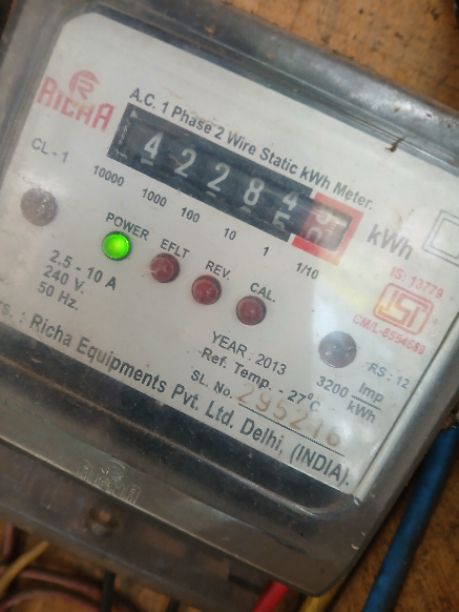 RICHA
A.C. 1 Phase 2 Wire Static kWh Meter.
CL-1
4 2 2 8 4
kWh
10000 1000 100 10 1 1/10
IS: 13779
ISI
CM/L-8554689
POWER EFLT REV. CAL.
2.5 - 10 A
240 V.
50 Hz.
YEAR : 2013
Ref. Temp. - 27°C
RS : 12
3200 Imp
kWh
SL. No. 295216
rs. : Richa Equipments Pvt. Ltd. Delhi, (INDIA).
RICHA